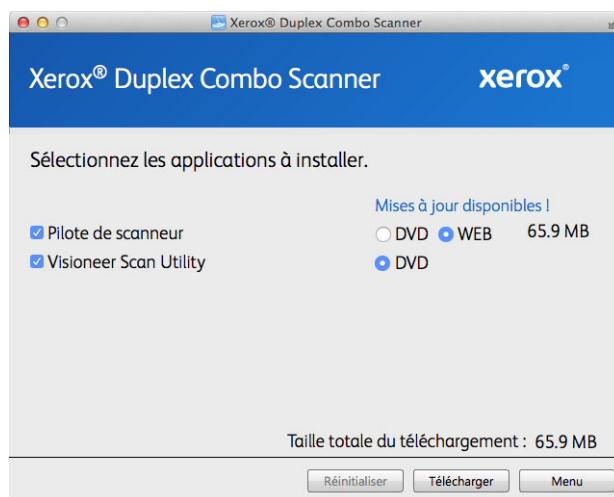 Xerox® Duplex Combo Scanner
Xerox® Duplex Combo Scanner xerox®
Sélectionnez les applications à installer.
Mises à jour disponibles !
Pilote de scanneur DVD WEB 65.9 MB
Visioneer Scan Utility DVD
Taille totale du téléchargement : 65.9 MB
Réinitialiser Télécharger Menu